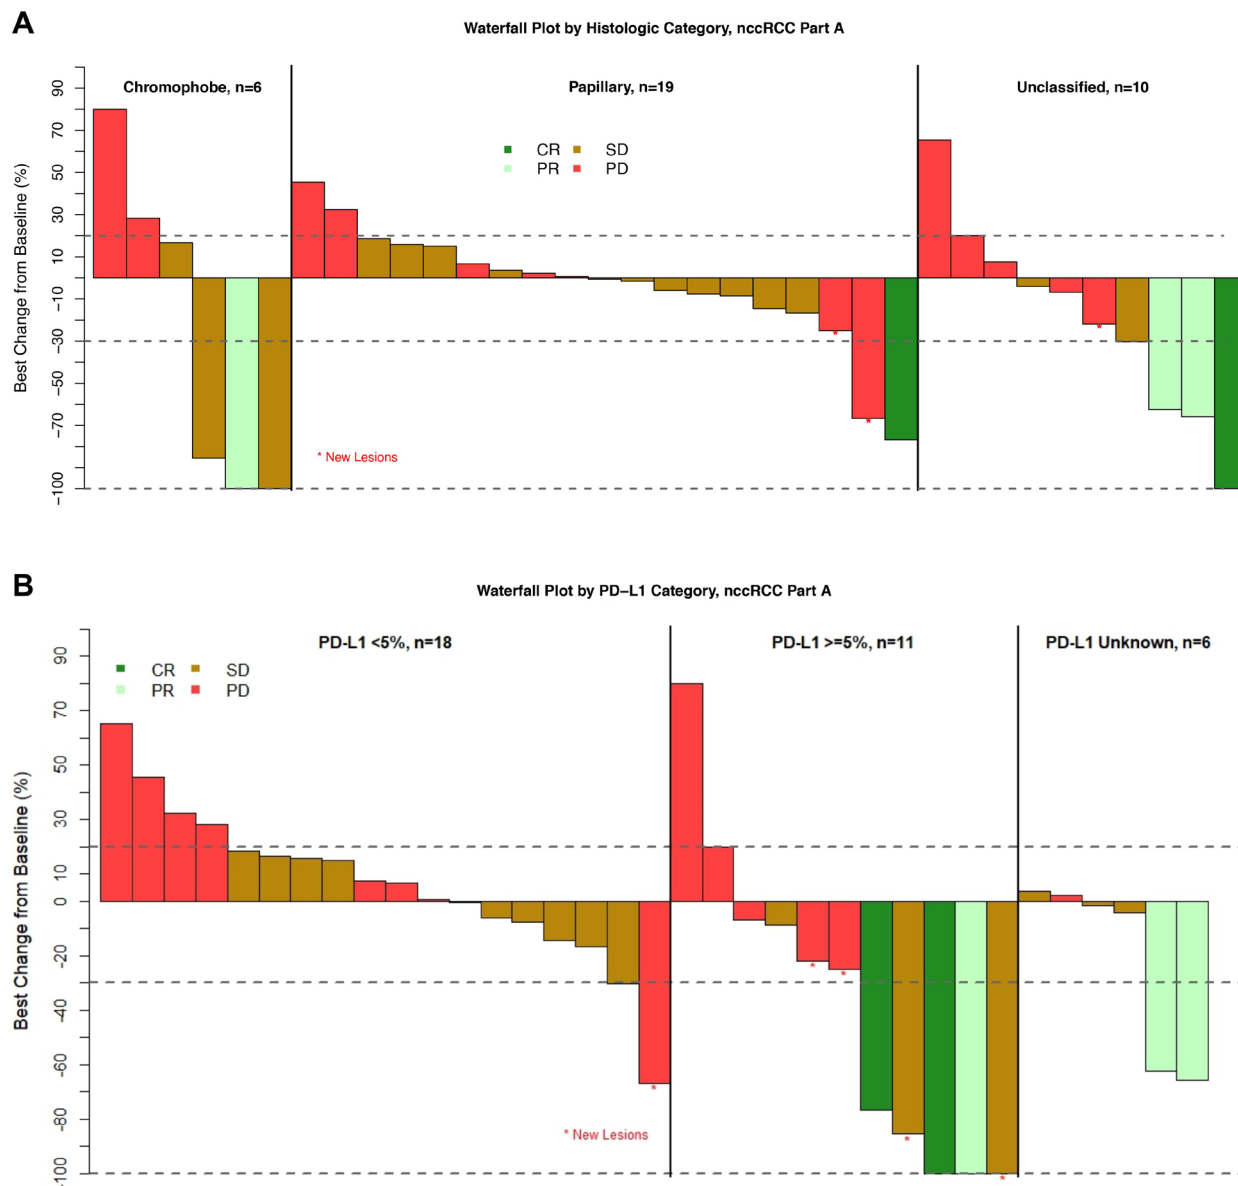 A
Waterfall Plot by Histologic Category, nccRCC Part A
Chromophobe, n=6
Papillary, n=19
Unclassified, n=10
CR
SD
PR
PD
90
70
50
30
10
−10
−30
−50
−70
−100
Best Change from Baseline (%)
*
*
*
* New Lesions
B
Waterfall Plot by PD–L1 Category, nccRCC Part A
PD-L1 <5%, n=18
PD-L1 >=5%, n=11
PD-L1 Unknown, n=6
CR
SD
PR
PD
90
70
50
30
10
0
-20
-40
-60
-80
-100
Best Change from Baseline (%)
*
*
*
*
*
* New Lesions